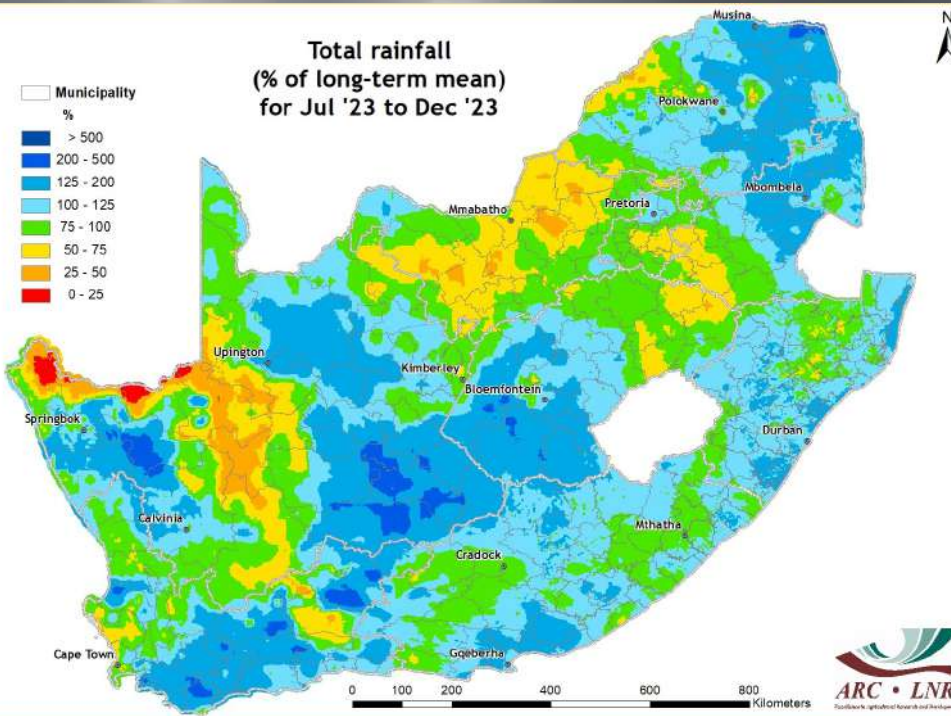 Total rainfall
(% of long-term mean)
for Jul '23 to Dec '23
N
Municipality
%
> 500
200 - 500
125 - 200
100 - 125
75 - 100
50 - 75
25 - 50
0 - 25
Musina
Polokwane
Mbombela
Pretoria
Mmabatho
Upington
Kimberley
Bloemfontein
Springbok
Durban
Calvinia
Mthatha
Cradock
Cape Town
Gqeberha
0 100 200 400 600 800
Kilometers
ARC • LNR